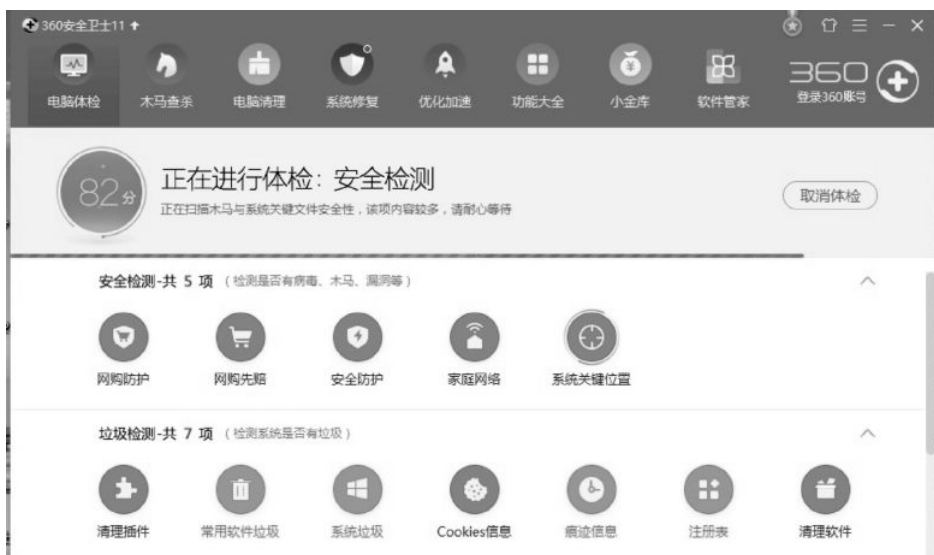 360安全卫士11
电脑体检 木马查杀 电脑清理 系统修复 优化加速 功能大全 小金库 软件管家
360
登录360账号
82分
正在进行体检：安全检测
正在扫描木马与系统关键文件安全性，该项内容较多，请耐心等待
取消体检
安全检测-共 5 项 （检测是否有病毒、木马、漏洞等）
网购防护 网购先赔 安全防护 家庭网络 系统关键位置
垃圾检测-共 7 项 （检测系统是否有垃圾）
清理插件 常用软件垃圾 系统垃圾 Cookies信息 痕迹信息 注册表 清理软件